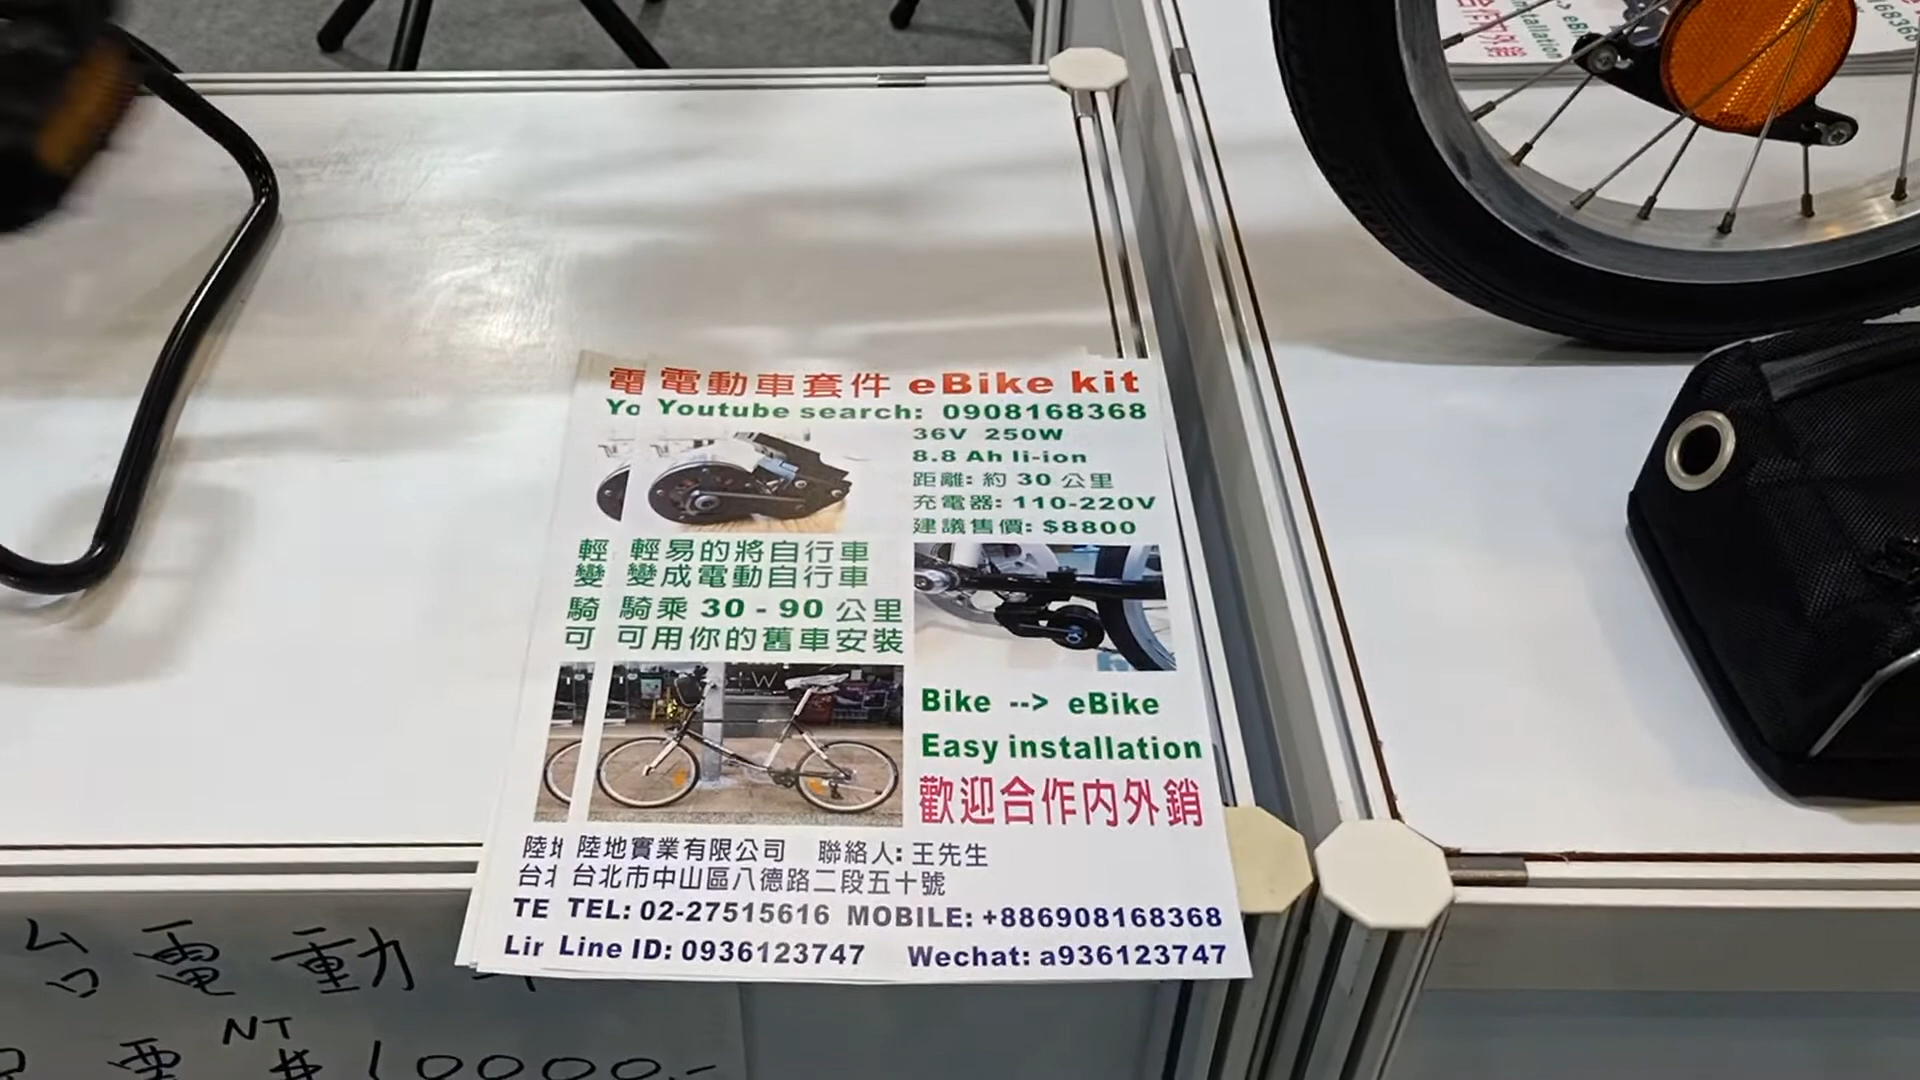 電動車套件 eBike kit
Youtube search: 0908168368
36V 250W
8.8 Ah li-ion
距離: 約 30 公里
充電器: 110-220V
建議售價: $8800
輕易的將自行車
變成電動自行車
騎乘 30 - 90 公里
可用你的舊車安裝
Bike --> eBike
Easy installation
歡迎合作內外銷
陸地實業有限公司 聯絡人: 王先生
台北市中山區八德路二段五十號
TEL: 02-27515616 MOBILE: +886908168368
Line ID: 0936123747 Wechat: a936123747
台電動
NT
電 $10000.-